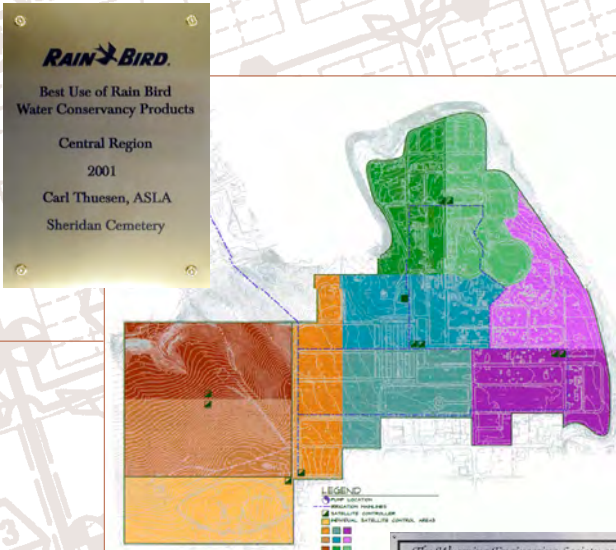 RAIN BIRD.
Best Use of Rain Bird
Water Conservancy Products
Central Region
2001
Carl Thuesen, ASLA
Sheridan Cemetery
LEGEND
PUMP LOCATION
IRRIGATION MAINLINES
SATELLITE CONTROLLER
INDIVIDUAL SATELLITE CONTROL AREAS